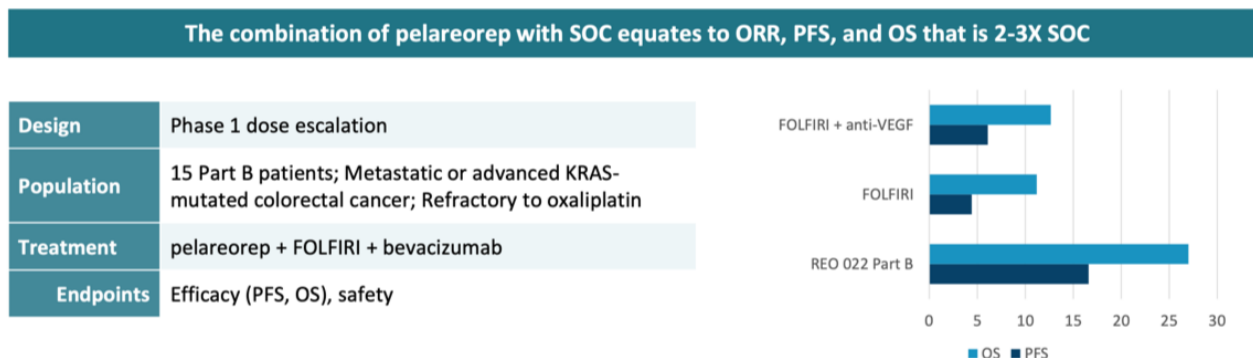 The combination of pelareorep with SOC equates to ORR, PFS, and OS that is 2-3X SOC
Design
Phase 1 dose escalation
Population
15 Part B patients; Metastatic or advanced KRAS-
mutated colorectal cancer; Refractory to oxaliplatin
Treatment
pelareorep + FOLFIRI + bevacizumab
Endpoints
Efficacy (PFS, OS), safety
FOLFIRI + anti-VEGF
FOLFIRI
REO 022 Part B
0 5 10 15 20 25 30
OS PFS